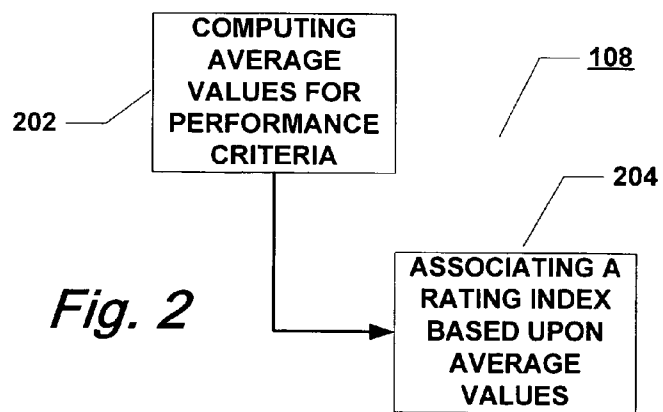 COMPUTING
AVERAGE
VALUES FOR
PERFORMANCE
CRITERIA
202
108
204
ASSOCIATING A
RATING INDEX
BASED UPON
AVERAGE
VALUES
Fig. 2